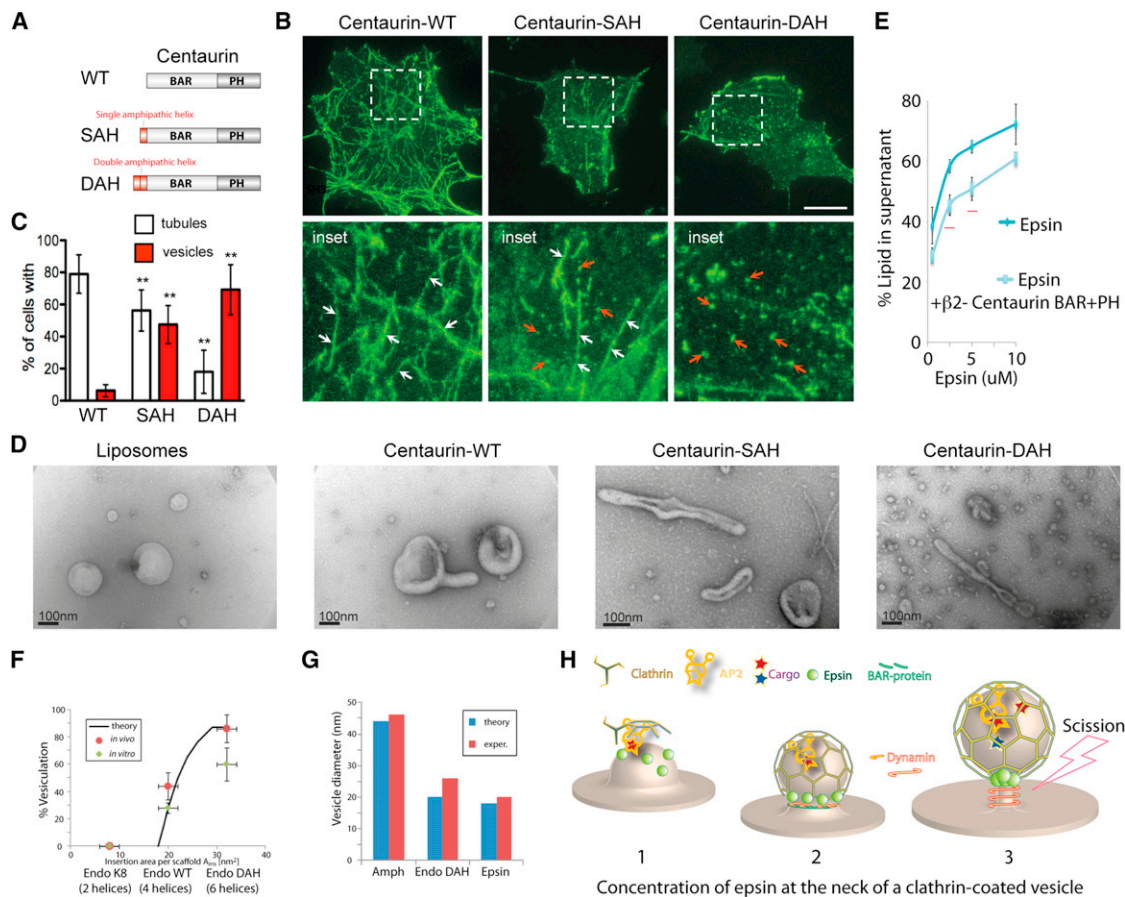 A
Centaurin
WT
BAR
PH
Single amphipathic helix
SAH
BAR
PH
Double amphipathic helix
DAH
BAR
PH
B
Centaurin-WT
Centaurin-SAH
Centaurin-DAH
inset
inset
inset
C
tubules
vesicles
% of cells with
100
80
60
40
20
0
**
**
**
**
WT
SAH
DAH
E
80
60
40
20
% Lipid in supernatant
Epsin
Epsin
+β2- Centaurin BAR+PH
0
5
10
Epsin (uM)
D
Liposomes
Centaurin-WT
Centaurin-SAH
Centaurin-DAH
100nm
100nm
100nm
100nm
F
% Vesiculation
100
80
60
40
20
0
theory
in vivo
in vitro
0
10
20
30
40
Insertion area per scaffold Ains [nm²]
Endo K8
Endo WT
Endo DAH
(2 helices)
(4 helices)
(6 helices)
G
Vesicle diameter (nm)
50
40
30
20
10
0
theory
exper.
Amph
Endo DAH
Epsin
H
Clathrin
AP2
Cargo
Epsin
BAR-protein
Dynamin
Scission
1
2
3
Concentration of epsin at the neck of a clathrin-coated vesicle